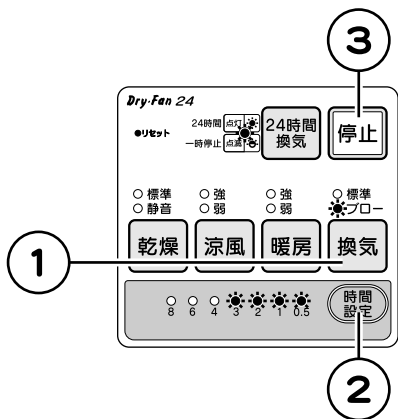 3
Dry·Fan 24
●リセット
24時間 点灯
一時停止 点滅
24時間
換気
停止
○標準 ○強 ○強 ○標準
○静音 ○弱 ○弱 ブロー
1
乾燥 涼風 暖房 換気
8 6 4 3 2 1 0.5
時間
設定
2